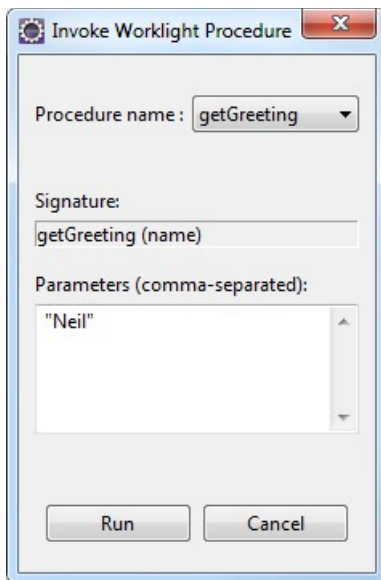 Invoke Worklight Procedure
Procedure name : getGreeting
Signature:
getGreeting (name)
Parameters (comma-separated):
"Neil"
Run Cancel